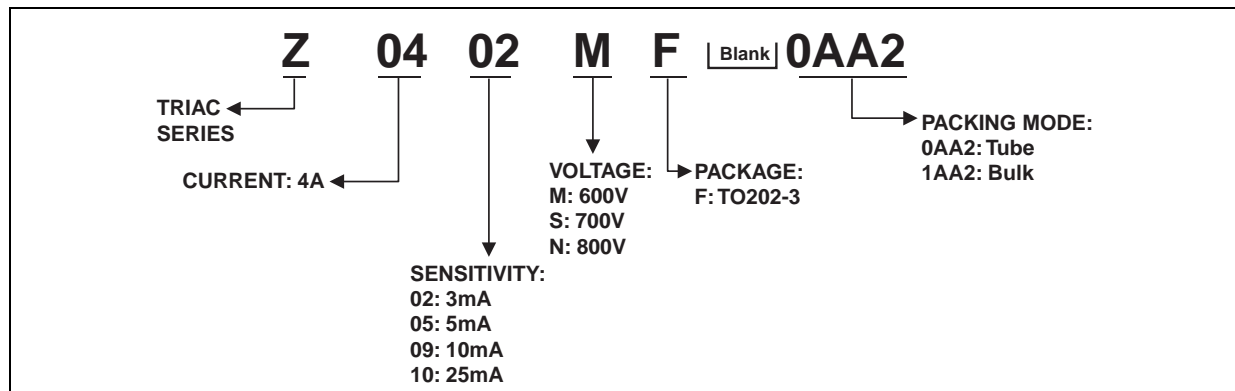 Z 04 02 M F Blank 0AA2
TRIAC
SERIES
CURRENT: 4A
SENSITIVITY:
02: 3mA
05: 5mA
09: 10mA
10: 25mA
VOLTAGE:
M: 600V
S: 700V
N: 800V
PACKAGE:
F: TO202-3
PACKING MODE:
0AA2: Tube
1AA2: Bulk